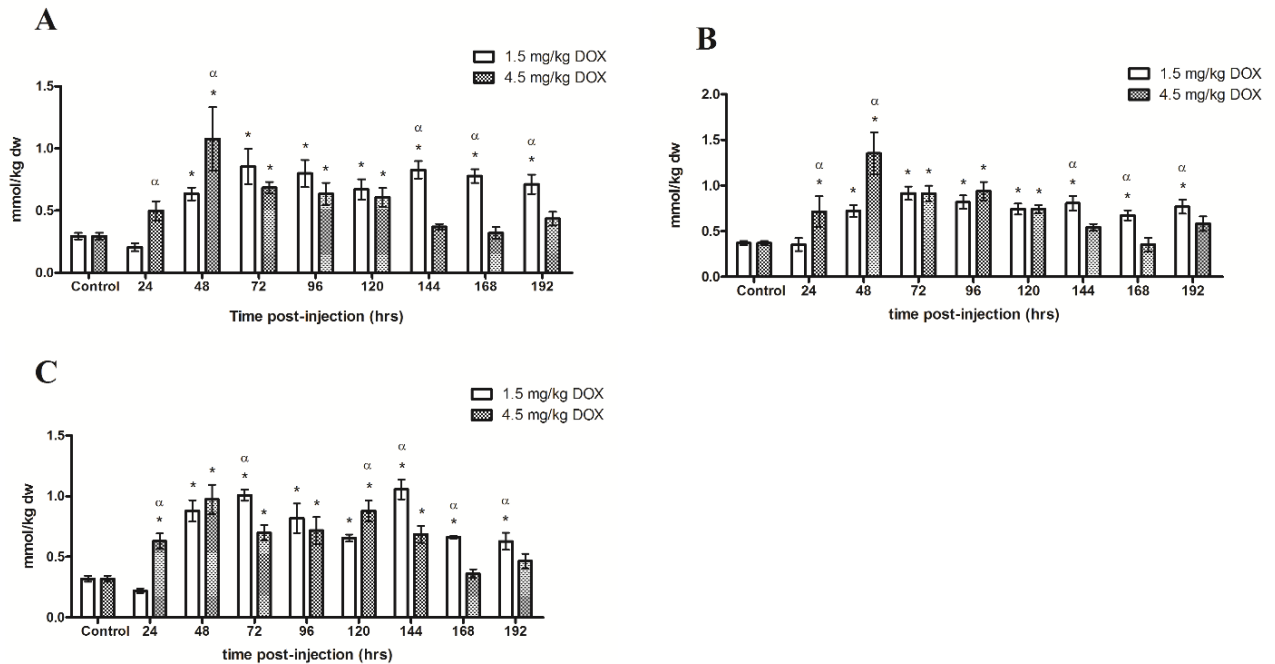 A
1.5 mg/kg DOX
4.5 mg/kg DOX
mmol/kg dw
1.5
1.0
0.5
0.0
α
*
α
*
*
*
*
*
*
*
α
*
α
*
α
*
Control 24 48 72 96 120 144 168 192
Time post-injection (hrs)
B
1.5 mg/kg DOX
4.5 mg/kg DOX
mmol/kg dw
2.0
1.5
1.0
0.5
0.0
α
*
*
α
*
*
*
*
*
*
*
α
*
α
*
α
*
Control 24 48 72 96 120 144 168 192
time post-injection (hrs)
C
1.5 mg/kg DOX
4.5 mg/kg DOX
mmol/kg dw
1.5
1.0
0.5
0.0
α
*
*
*
α
*
*
*
*
*
α
*
α
*
*
α
*
α
*
Control 24 48 72 96 120 144 168 192
time post-injection (hrs)